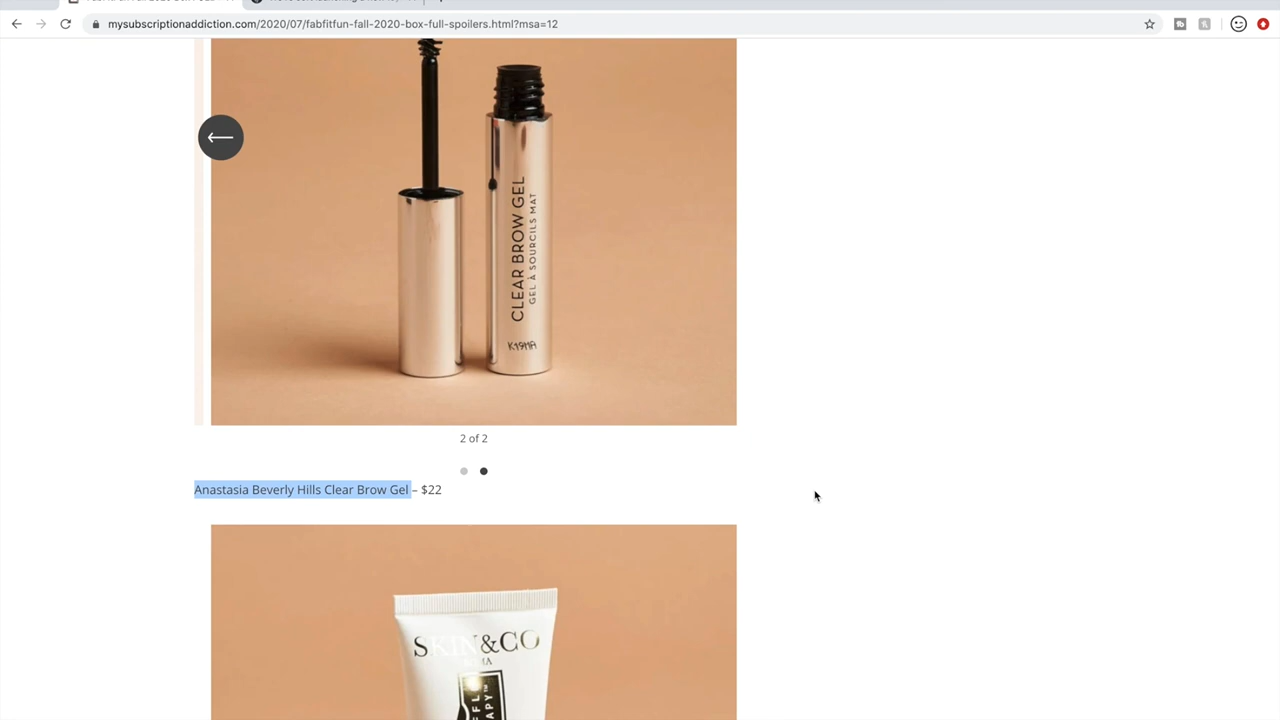 mysubscriptionaddiction.com/2020/07/fabfitfun-fall-2020-box-full-spoilers.html?msa=12
CLEAR BROW GEL
GEL À SOURCILS MAT
2 of 2
Anastasia Beverly Hills Clear Brow Gel – $22
SKIN&CO